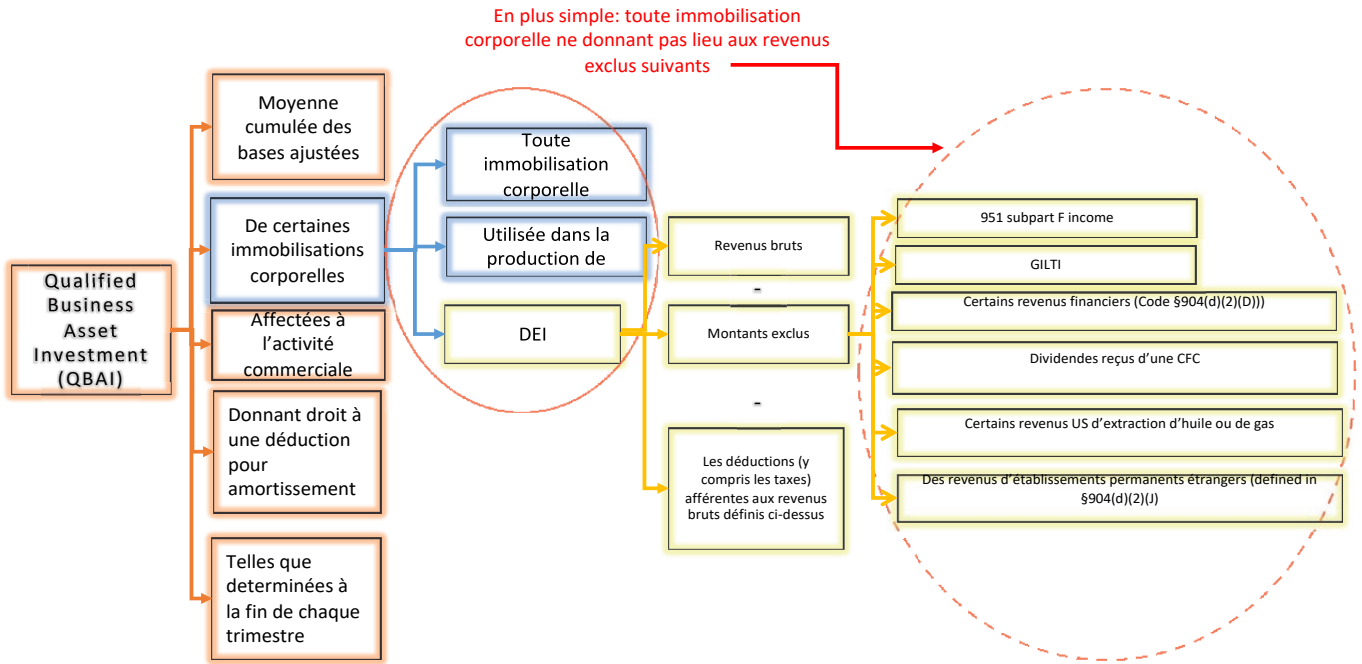 En plus simple: toute immobilisation
corporelle ne donnant pas lieu aux revenus
exclus suivants
Qualified
Business
Asset
Investment
(QBAI)
Moyenne
cumulée des
bases ajustées
De certaines
immobilisations
corporelles
Affectées à
l’activité
commerciale
Donnant droit à
une déduction
pour
amortissement
Telles que
determinées à
la fin de chaque
trimestre
Toute
immobilisation
corporelle
Utilisée dans la
production de
DEI
Revenus bruts
-
Montants exclus
-
Les déductions (y
compris les taxes)
afférentes aux revenus
bruts définis ci-dessus
951 subpart F income
GILTI
Certains revenus financiers (Code §904(d)(2)(D)))
Dividendes reçus d’une CFC
Certains revenus US d’extraction d’huile ou de gas
Des revenus d’établissements permanents étrangers (defined in
§904(d)(2)(J)